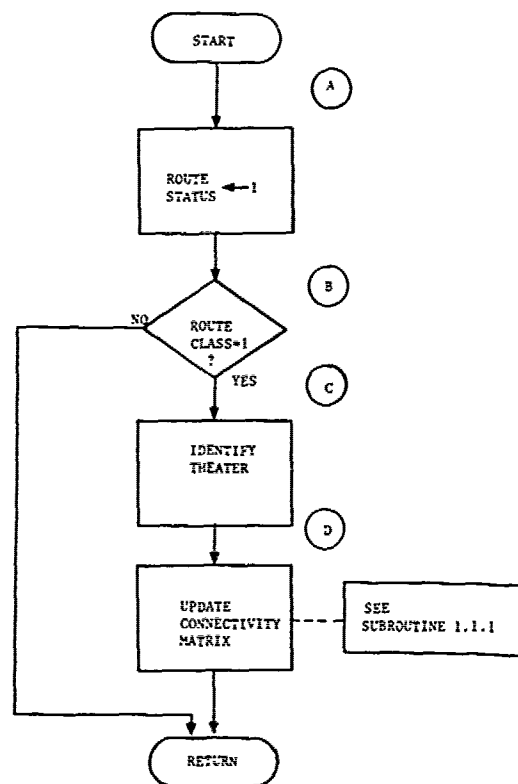 START
A
ROUTE
STATUS ← 1
B
NO
ROUTE
CLASS=1
?
YES
C
IDENTIFY
THEATER
D
UPDATE
CONNECTIVITY
MATRIX
SEE
SUBROUTINE 1.1.1
RETURN